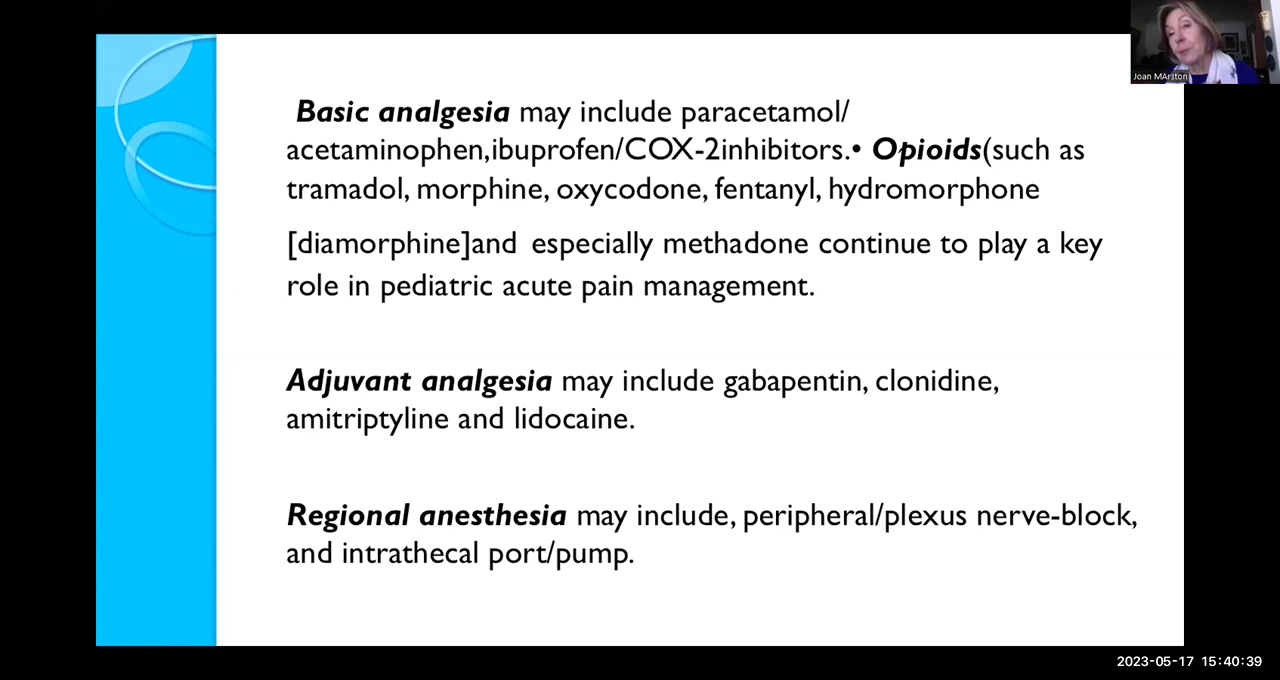 Joan MArston
Basic analgesia may include paracetamol/
acetaminophen,ibuprofen/COX-2inhibitors.• Opioids(such as
tramadol, morphine, oxycodone, fentanyl, hydromorphone
[diamorphine]and especially methadone continue to play a key
role in pediatric acute pain management.
Adjuvant analgesia may include gabapentin, clonidine,
amitriptyline and lidocaine.
Regional anesthesia may include, peripheral/plexus nerve-block,
and intrathecal port/pump.
2023-05-17 15:40:39